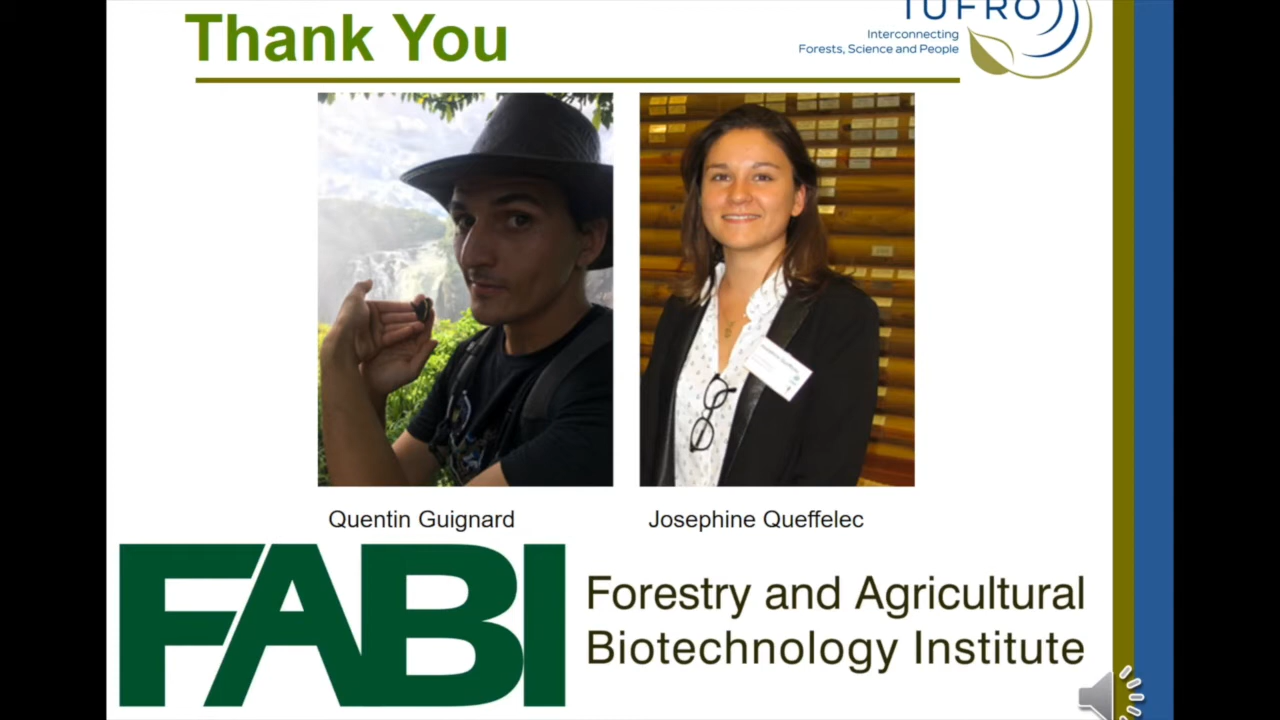 Thank You
IUFRO
Interconnecting
Forests, Science and People
Quentin Guignard
Josephine Queffelec
FABI
Forestry and Agricultural
Biotechnology Institute